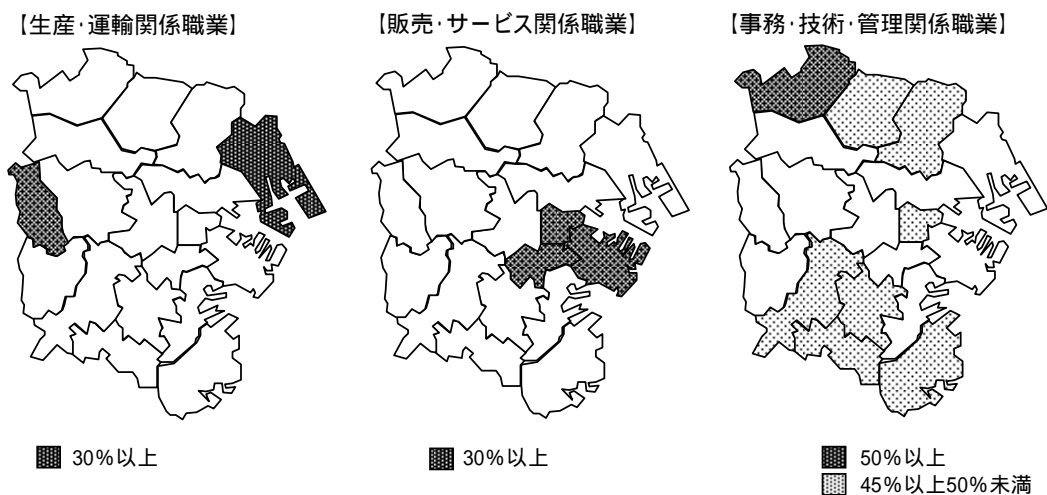 【生産･運輸関係職業】
【販売･サービス関係職業】
【事務･技術･管理関係職業】
30%以上
30%以上
50%以上
45%以上50%未満